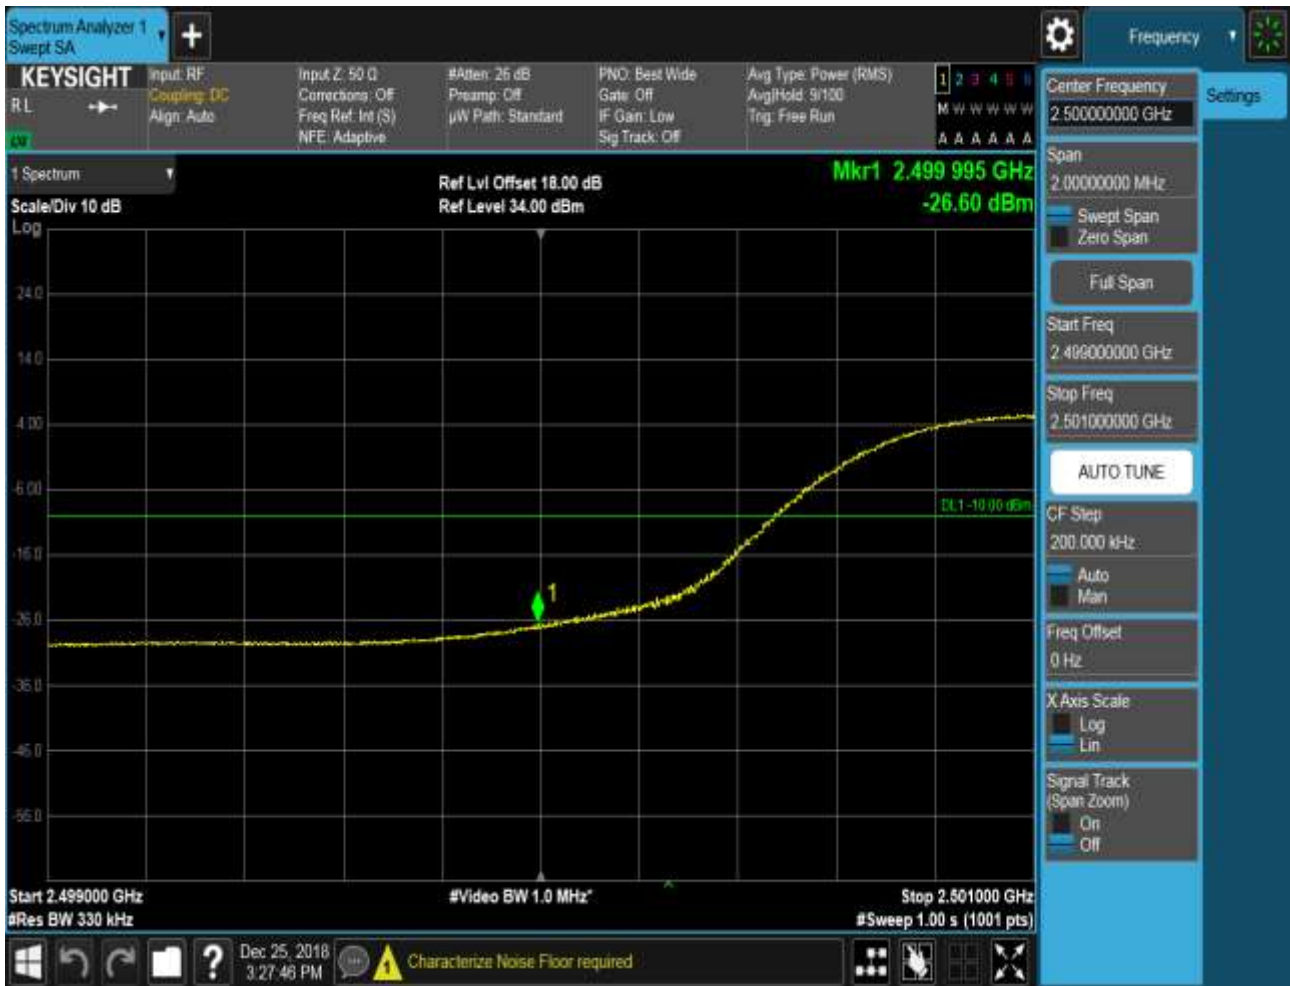 Spectrum Analyzer 1
Swept SA
Frequency
KEYSIGHT
RL
Input: RF
Coupling: DC
Align: Auto
Input Z: 50 Ω
Corrections: Off
Freq Ref: Int (S)
NFE: Adaptive
#Atten: 26 dB
Preamp: Off
µW Path: Standard
PNO: Best Wide
Gate: Off
IF Gain: Low
Sig Track: Off
Avg Type: Power (RMS)
Avg|Hold: 9/100
Trig: Free Run
1 2 3 4 5 6
M W W W W W
A A A A A A
1 Spectrum
Scale/Div 10 dB
Log
Ref Lvl Offset 18.00 dB
Ref Level 34.00 dBm
Mkr1 2.499 995 GHz
-26.60 dBm
24.0
14.0
4.00
-6.00
-16.0
-26.0
-36.0
-46.0
-56.0
DL1 -10.00 dBm
1
Start 2.499000 GHz
#Res BW 330 kHz
#Video BW 1.0 MHz*
Stop 2.501000 GHz
#Sweep 1.00 s (1001 pts)
Center Frequency
2.500000000 GHz
Settings
Span
2.00000000 MHz
Swept Span
Zero Span
Full Span
Start Freq
2.499000000 GHz
Stop Freq
2.501000000 GHz
AUTO TUNE
CF Step
200.000 kHz
Auto
Man
Freq Offset
0 Hz
X Axis Scale
Log
Lin
Signal Track
(Span Zoom)
On
Off
?
Dec 25, 2018
3:27:46 PM
1
Characterize Noise Floor required